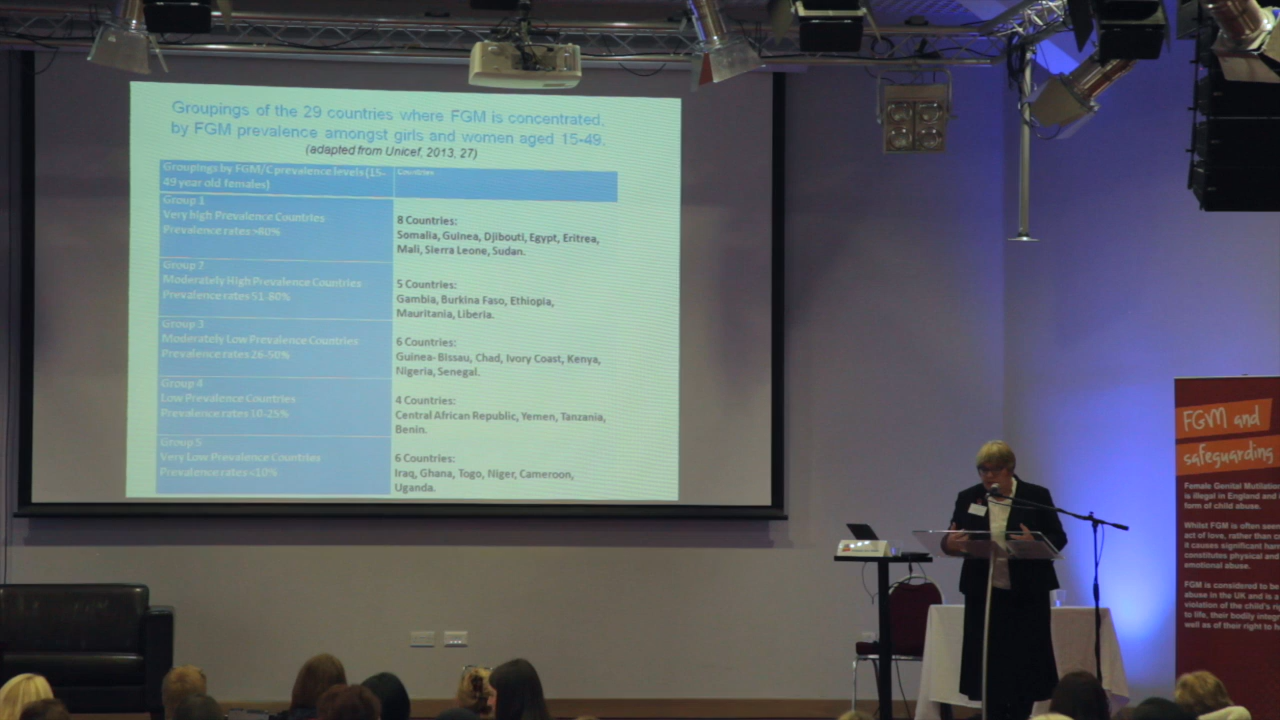 Groupings of the 29 countries where FGM is concentrated,
by FGM prevalence amongst girls and women aged 15-49.
(adapted from Unicef, 2013, 27)
Groupings by FGM/C prevalence levels (15-
49 year old females)
Countries
Group 1
Very high Prevalence Countries
Prevalence rates >80%
8 Countries:
Somalia, Guinea, Djibouti, Egypt, Eritrea,
Mali, Sierra Leone, Sudan.
Group 2
Moderately High Prevalence Countries
Prevalence rates 51-80%
5 Countries:
Gambia, Burkina Faso, Ethiopia,
Mauritania, Liberia.
Group 3
Moderately Low Prevalence Countries
Prevalence rates 26-50%
6 Countries:
Guinea- Bissau, Chad, Ivory Coast, Kenya,
Nigeria, Senegal.
Group 4
Low Prevalence Countries
Prevalence rates 10-25%
4 Countries:
Central African Republic, Yemen, Tanzania,
Benin.
Group 5
Very Low Prevalence Countries
Prevalence rates <10%
6 Countries:
Iraq, Ghana, Togo, Niger, Cameroon,
Uganda.
FGM and
safeguarding
Female Genital Mutilation
is illegal in England and
form of child abuse.
Whilst FGM is often seen
act of love, rather than
it causes significant
constitutes physical and
emotional abuse.
FGM is considered to be
abuse in the UK and is a
violation of the child's
to life, their bodily
well as of their right to